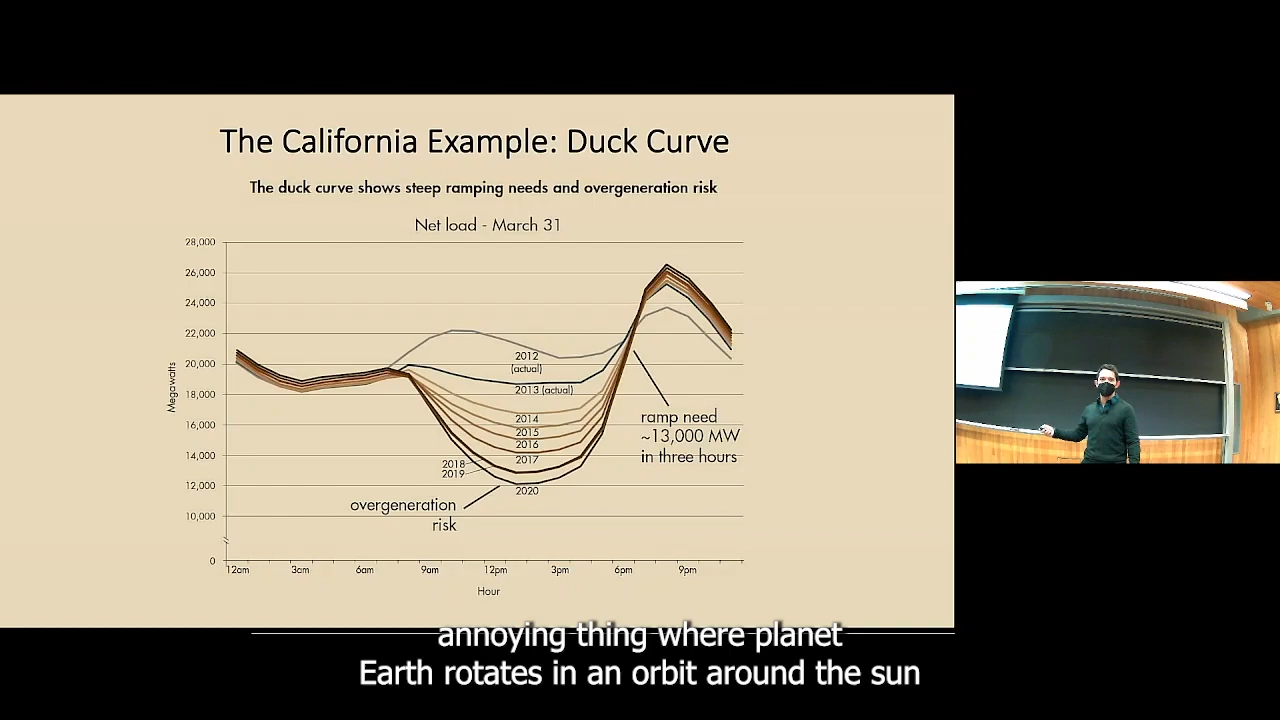 The California Example: Duck Curve
The duck curve shows steep ramping needs and overgeneration risk
Net load - March 31
28,000
26,000
24,000
22,000
20,000
18,000
16,000
14,000
12,000
10,000
0
Megawatts
2012
(actual)
2013 (actual)
2014
2015
2016
2017
2018
2019
2020
ramp need
~13,000 MW
in three hours
overgeneration
risk
12am
3am
6am
9am
12pm
3pm
6pm
9pm
Hour
annoying thing where planet
Earth rotates in an orbit around the sun